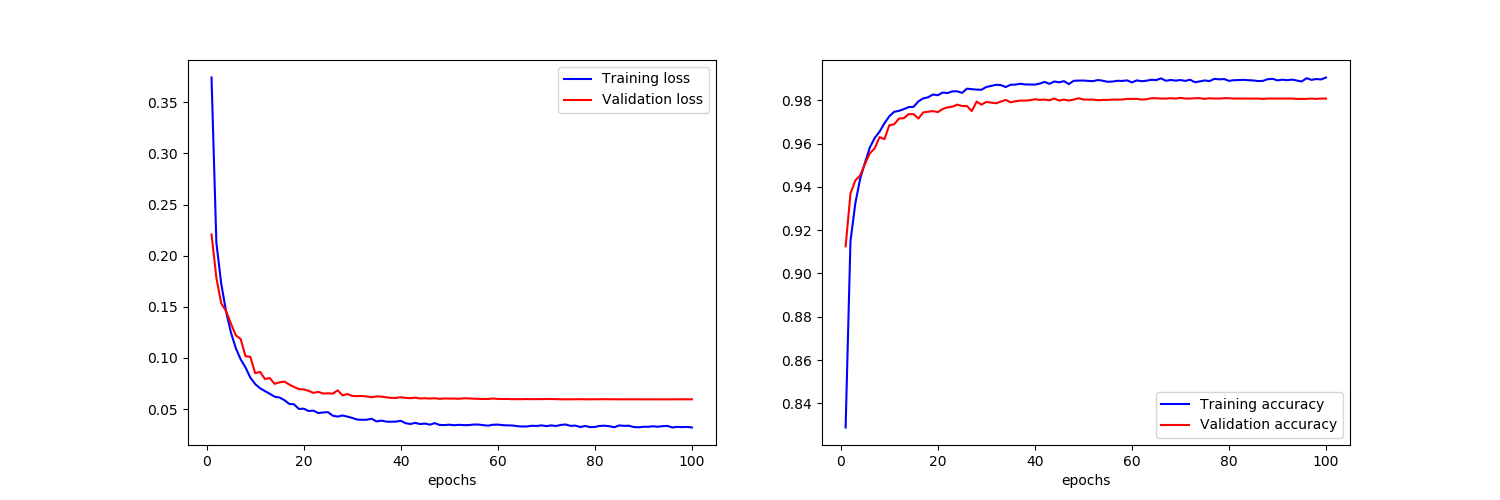 0.35
0.30
0.25
0.20
0.15
0.10
0.05
0 20 40 60 80 100
epochs
Training loss
Validation loss
0.98
0.96
0.94
0.92
0.90
0.88
0.86
0.84
0 20 40 60 80 100
epochs
Training accuracy
Validation accuracy